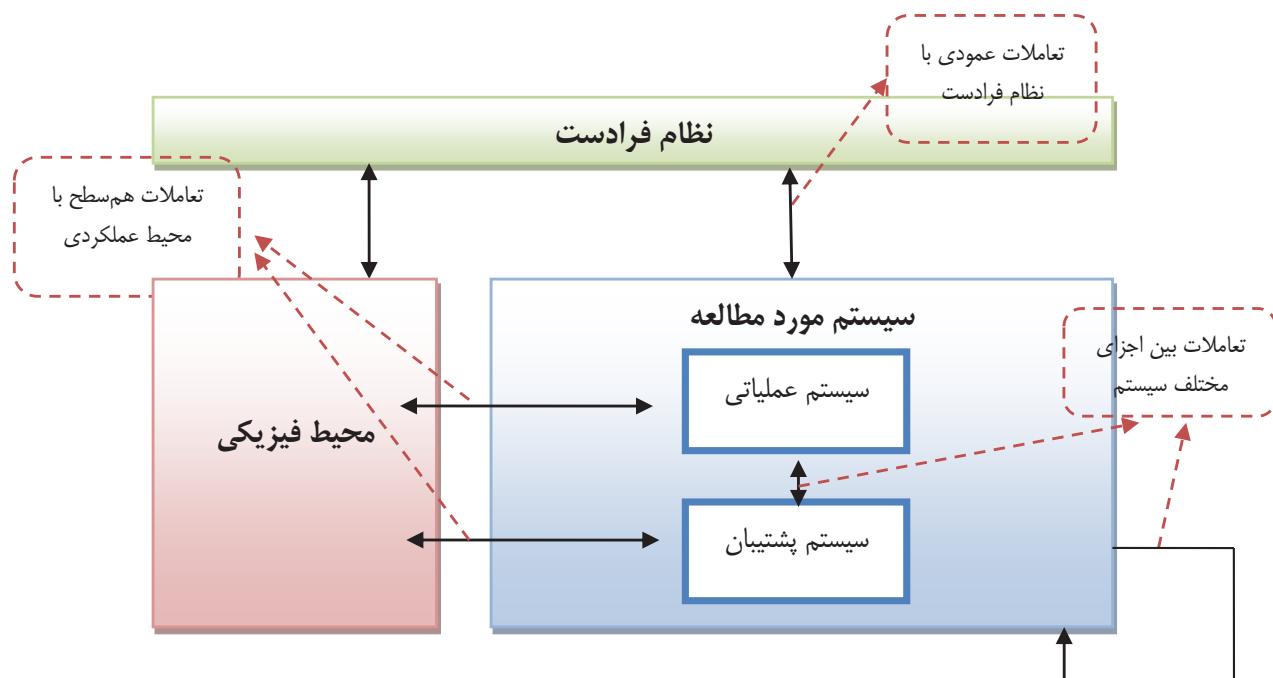 تعاملات عمودی با
نظام فرادست
نظام فرادست
تعاملات هم‌سطح با
محیط عملکردی
سیستم مورد مطالعه
تعاملات بین اجزای
مختلف سیستم
سیستم عملیاتی
محیط فیزیکی
سیستم پشتیبان